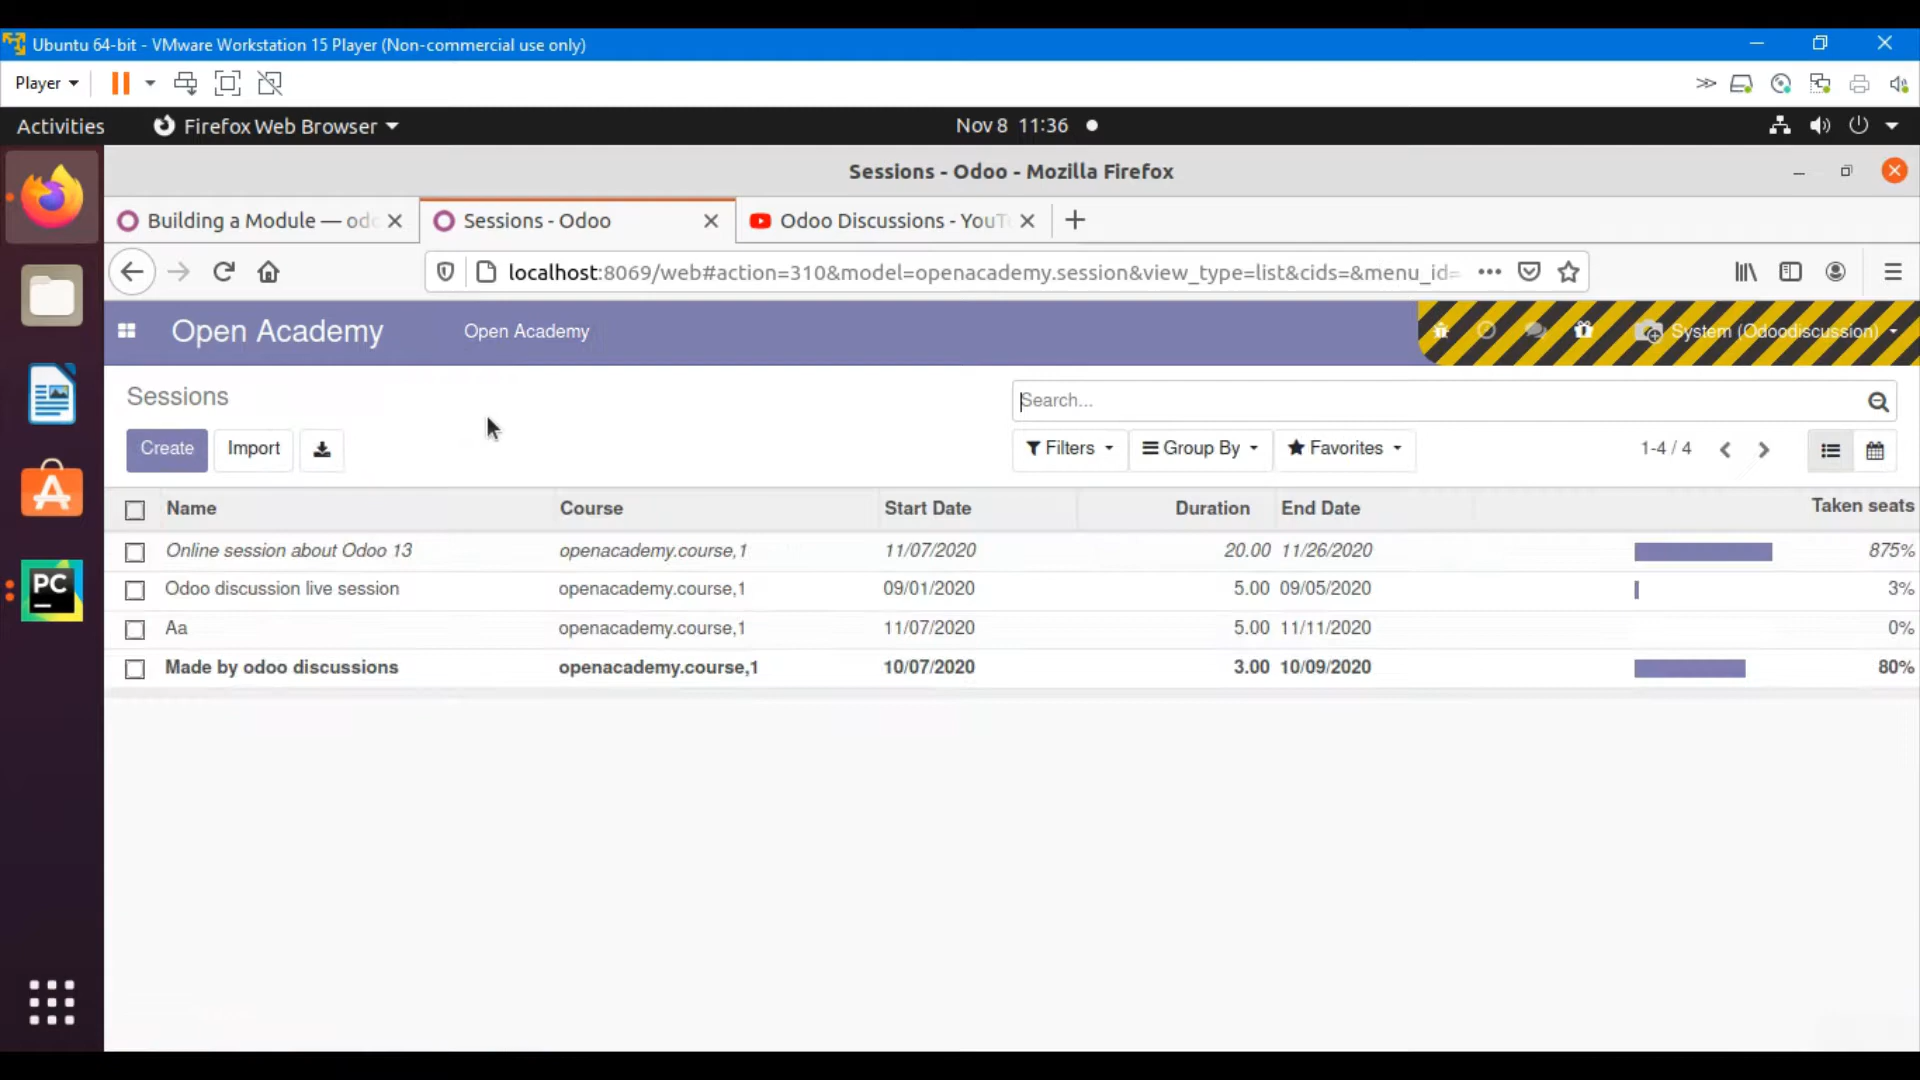 Ubuntu 64-bit - VMware Workstation 15 Player (Non-commercial use only)
Player
Activities Firefox Web Browser Nov 8 11:36
Sessions - Odoo - Mozilla Firefox
Building a Module — odo Sessions - Odoo Odoo Discussions - YouT
localhost:8069/web#action=310&model=openacademy.session&view_type=list&cids=&menu_id=
Open Academy Open Academy System (Odoodiscussion)
Sessions Search...
Create Import Filters Group By Favorites 1-4 / 4
Name Course Start Date Duration End Date Taken seats
Online session about Odoo 13 openacademy.course,1 11/07/2020 20.00 11/26/2020 875%
Odoo discussion live session openacademy.course,1 09/01/2020 5.00 09/05/2020 3%
Aa openacademy.course,1 11/07/2020 5.00 11/11/2020 0%
Made by odoo discussions openacademy.course,1 10/07/2020 3.00 10/09/2020 80%
PC